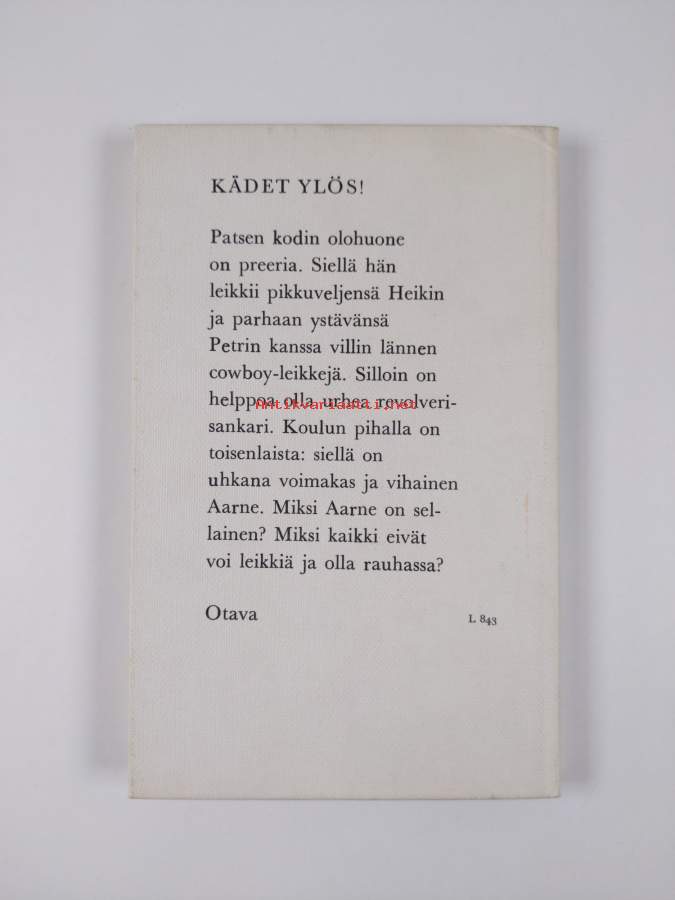 KÄDET YLÖS!
Patsen kodin olohuone
on preeria. Siellä hän
leikkii pikkuveljensä Heikin
ja parhaan ystävänsä
Petrin kanssa villin lännen
cowboy-leikkejä. Silloin on
helppoa olla urhea revolveri-
Antikvariaatti.net
sankari. Koulun pihalla on
toisenlaista: siellä on
uhkana voimakas ja vihainen
Aarne. Miksi Aarne on sel-
lainen? Miksi kaikki eivät
voi leikkiä ja olla rauhassa?
Otava
L 843